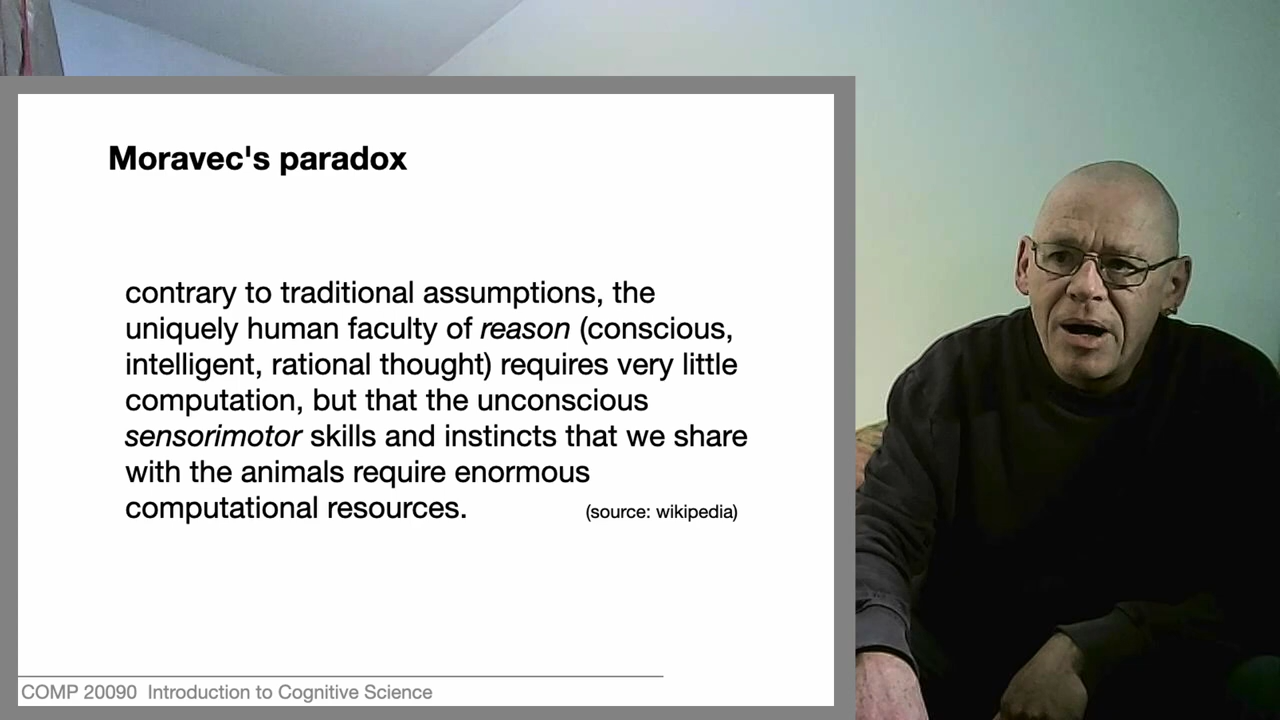 Moravec's paradox
contrary to traditional assumptions, the
uniquely human faculty of reason (conscious,
intelligent, rational thought) requires very little
computation, but that the unconscious
sensorimotor skills and instincts that we share
with the animals require enormous
computational resources. (source: wikipedia)
COMP 20090 Introduction to Cognitive Science